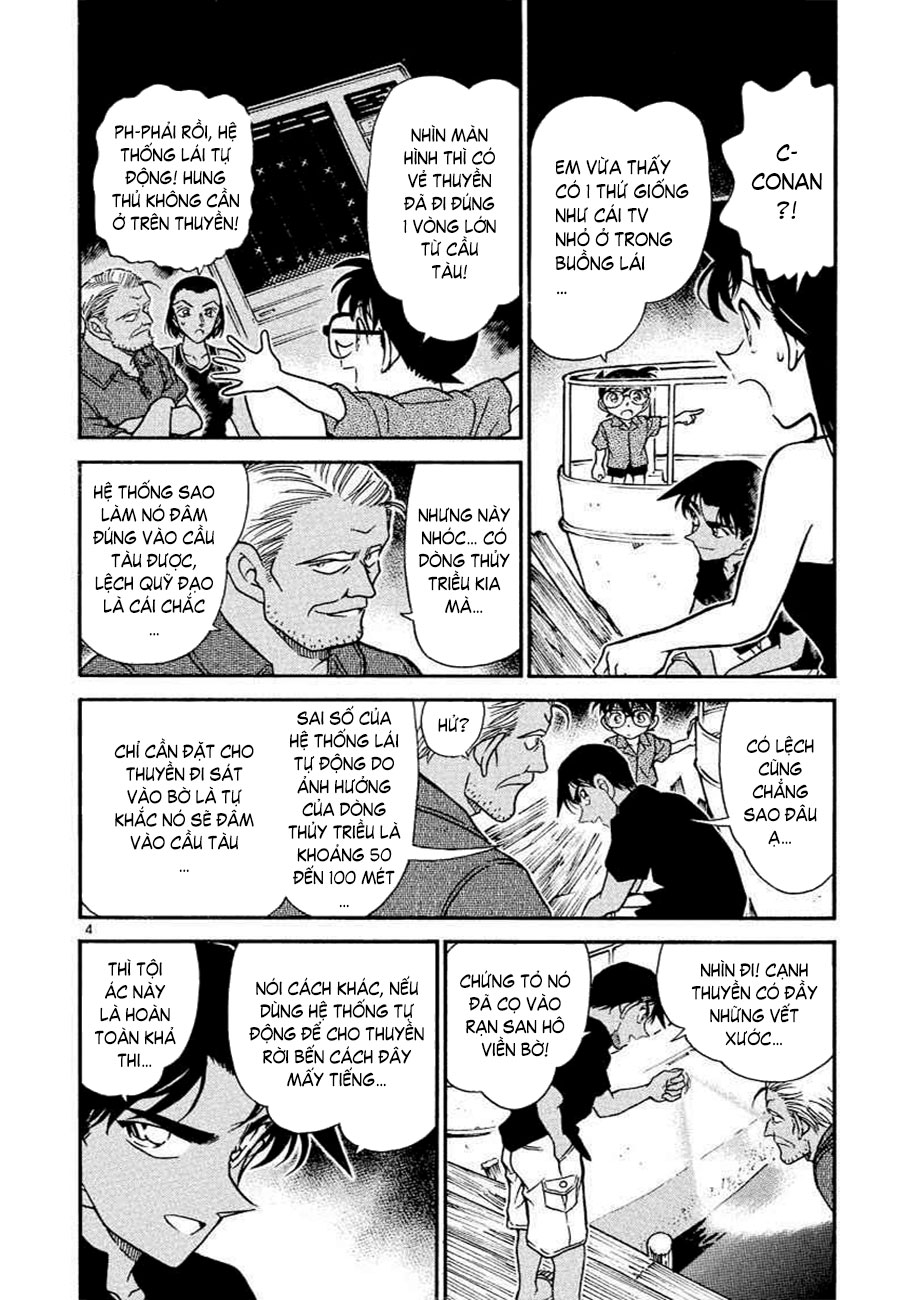 C-
CONAN
?!
EM VỪA THẤY
CÓ 1 THỨ GIỐNG
NHƯ CÁI TV
NHỎ Ở TRONG
BUỒNG LÁI
...
NHÌN MÀN
HÌNH THÌ CÓ
VẺ THUYỀN
ĐÃ ĐI ĐÚNG
1 VÒNG LỚN
TỪ CẦU
TÀU!
PH-PHẢI RỒI, HỆ
THỐNG LÁI TỰ
ĐỘNG! HUNG
THỦ KHÔNG CẦN
Ở TRÊN THUYỀN!
NHƯNG NÀY
NHÓC... CÓ
DÒNG THỦY
TRIỀU KIA
MÀ...
HỆ THỐNG SAO
LÀM NÓ ĐÂM
ĐÚNG VÀO CẦU
TÀU ĐƯỢC,
LỆCH QUỸ ĐẠO
LÀ CÁI CHẮC
...
CÓ LỆCH
CŨNG
CHẲNG
SAO ĐÂU
Ạ...
HỬ?
SAI SỐ CỦA
HỆ THỐNG LÁI
TỰ ĐỘNG DO
ẢNH HƯỞNG
CỦA DÒNG
THỦY TRIỀU LÀ
KHOẢNG 50
ĐẾN 100 MÉT
...
CHỈ CẦN ĐẶT CHO
THUYỀN ĐI SÁT
VÀO BỜ LÀ TỰ
KHẮC NÓ SẼ ĐÂM
VÀO CẦU TÀU
...
4
NHÌN ĐI! CẠNH
THUYỀN CÓ ĐẦY
NHỮNG VẾT
XƯỚC...
CHỨNG TỎ NÓ
ĐÃ CỌ VÀO
RẠN SAN HÔ
VIỀN BỜ!
NÓI CÁCH KHÁC, NẾU
DÙNG HỆ THỐNG TỰ
ĐỘNG ĐỂ CHO THUYỀN
RỜI BẾN CÁCH ĐÂY
MẤY TIẾNG...
THÌ TỘI
ÁC NÀY
LÀ HOÀN
TOÀN KHẢ
THI...